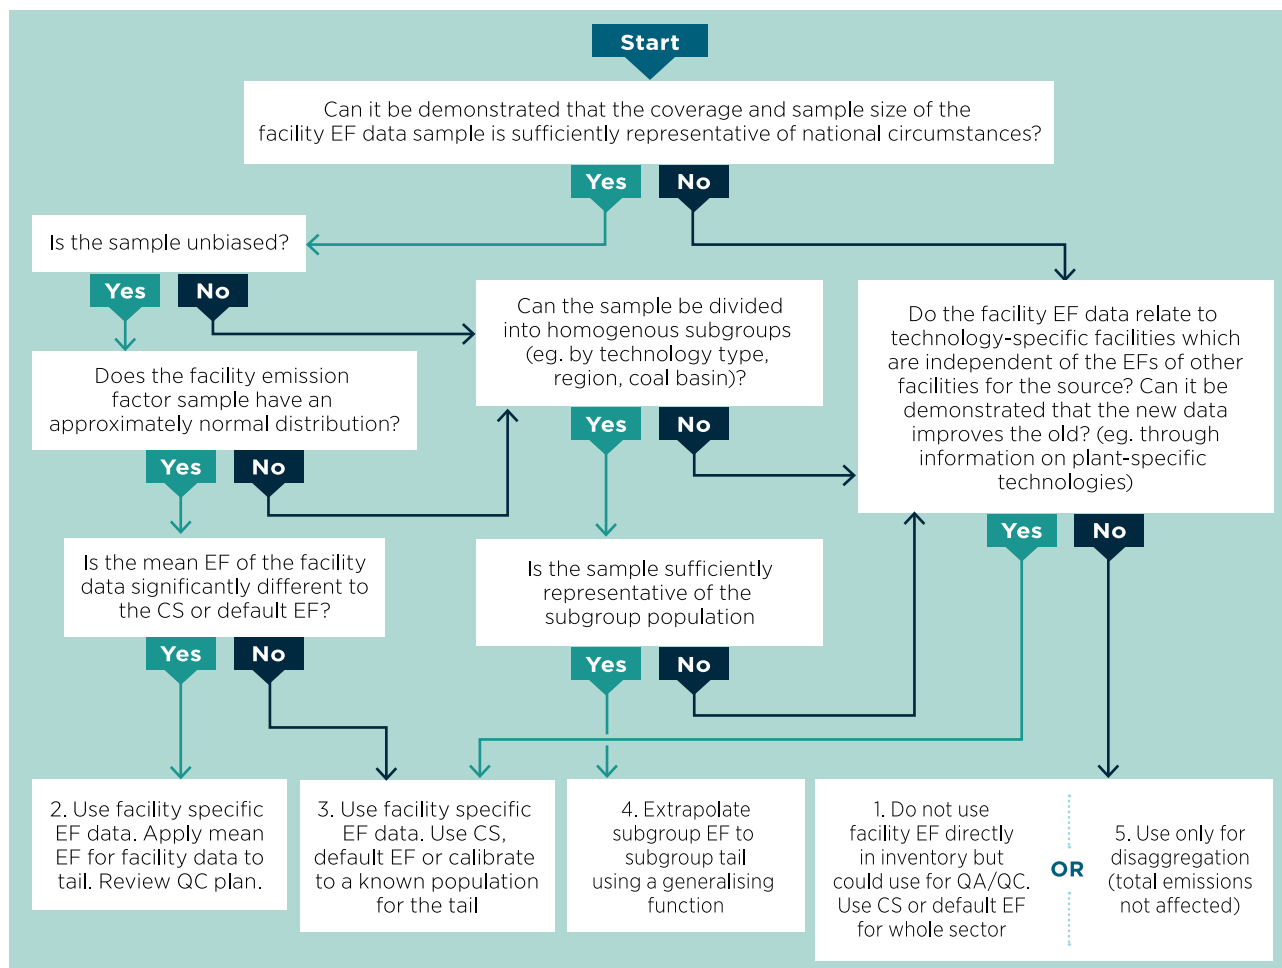 Start
Can it be demonstrated that the coverage and sample size of the
facility EF data sample is sufficiently representative of national circumstances?
Yes
No
Is the sample unbiased?
Yes
No
Can the sample be divided
into homogenous subgroups
(eg. by technology type,
region, coal basin)?
Yes
No
Do the facility EF data relate to
technology-specific facilities which
are independent of the EFs of other
facilities for the source? Can it be
demonstrated that the new data
improves the old? (eg. through
information on plant-specific
technologies)
Yes
No
Does the facility emission
factor sample have an
approximately normal distribution?
Yes
No
Is the mean EF of the facility
data significantly different to
the CS or default EF?
Yes
No
Is the sample sufficiently
representative of the
subgroup population
Yes
No
2. Use facility specific
EF data. Apply mean
EF for facility data to
tail. Review QC plan.
3. Use facility specific
EF data. Use CS,
default EF or calibrate
to a known population
for the tail
4. Extrapolate
subgroup EF to
subgroup tail
using a generalising
function
1. Do not use
facility EF directly
in inventory but
could use for QA/QC.
Use CS or default EF
for whole sector
OR
5. Use only for
disaggregation
(total emissions
not affected)